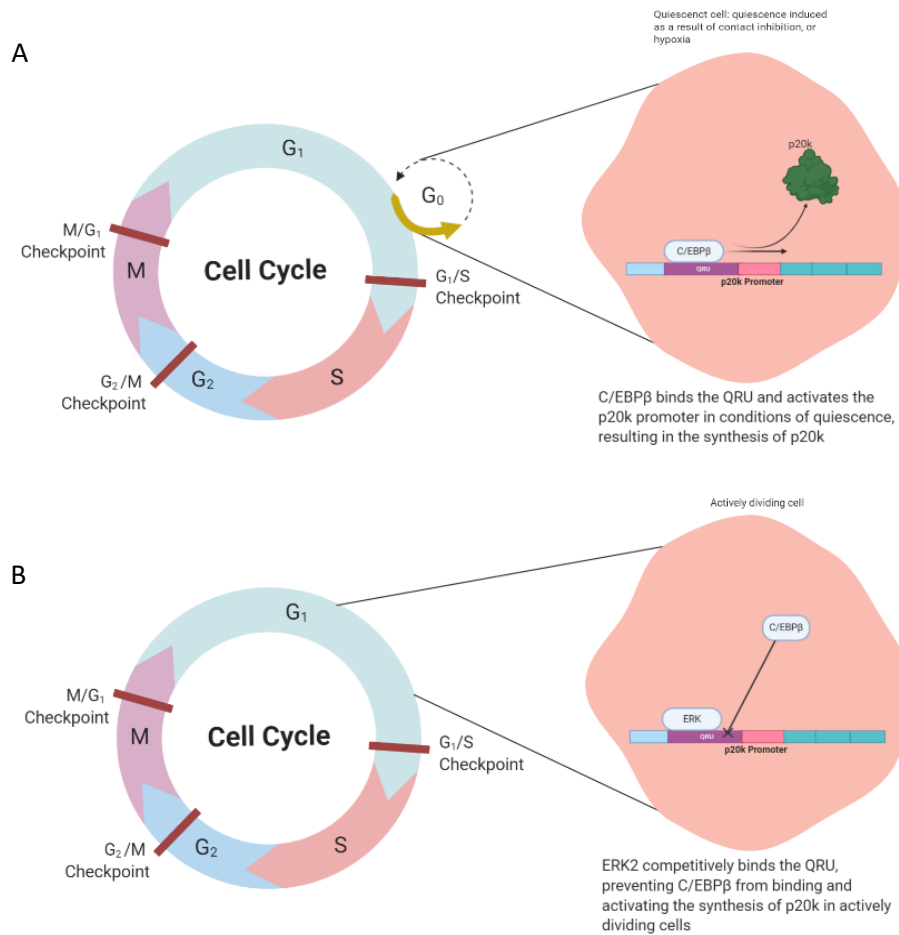 A
Quiescenct cell: quiescence induced
as a result of contact inhibition, or
hypoxia
G₁
G₀
p20k
M/G₁
Checkpoint
M
Cell Cycle
G₁/S
Checkpoint
C/EBPβ
QRU
p20k Promoter
G₂/M
Checkpoint
G₂
S
C/EBPβ binds the QRU and activates the
p20k promoter in conditions of quiescence,
resulting in the synthesis of p20k
B
Actively dividing cell
G₁
C/EBPβ
M/G₁
Checkpoint
M
Cell Cycle
G₁/S
Checkpoint
ERK
QRU
p20k Promoter
G₂/M
Checkpoint
G₂
S
ERK2 competitively binds the QRU,
preventing C/EBPβ from binding and
activating the synthesis of p20k in actively
dividing cells